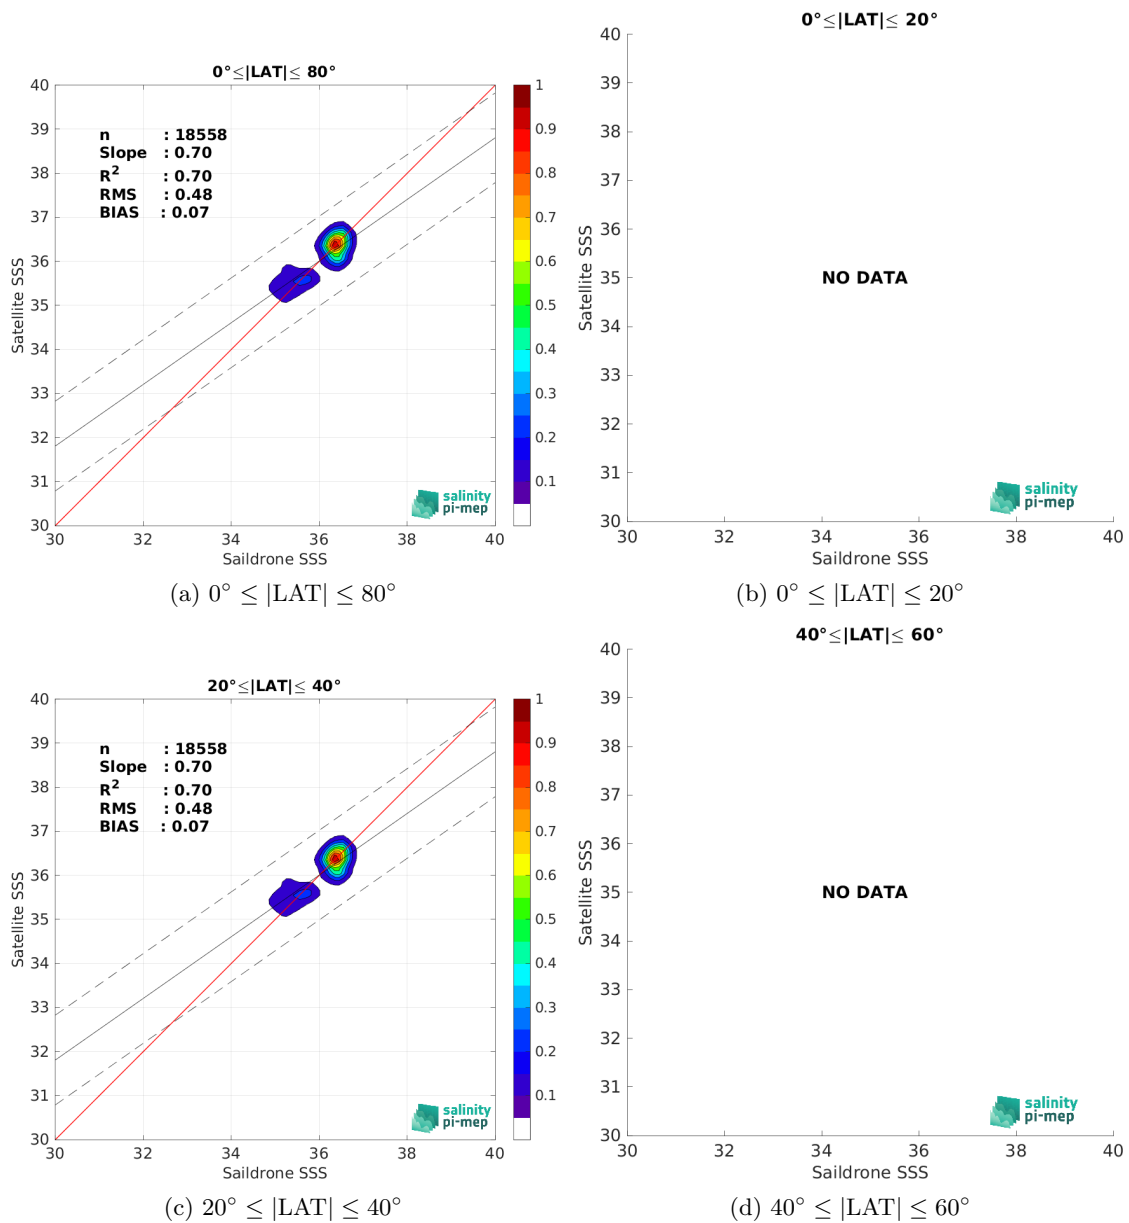 0°≤|LAT|≤ 80°
40
39
38
37
36
35
34
33
32
31
30
Satellite SSS
n : 18558
Slope : 0.70
R² : 0.70
RMS : 0.48
BIAS : 0.07
salinity
pi-mep
30 32 34 36 38 40
Saildrone SSS
1
0.9
0.8
0.7
0.6
0.5
0.4
0.3
0.2
0.1
(a) 0° ≤ |LAT| ≤ 80°
0°≤|LAT|≤ 20°
40
39
38
37
36
35
34
33
32
31
30
Satellite SSS
NO DATA
salinity
pi-mep
30 32 34 36 38 40
Saildrone SSS
(b) 0° ≤ |LAT| ≤ 20°
20°≤|LAT|≤ 40°
40
39
38
37
36
35
34
33
32
31
30
Satellite SSS
n : 18558
Slope : 0.70
R² : 0.70
RMS : 0.48
BIAS : 0.07
salinity
pi-mep
30 32 34 36 38 40
Saildrone SSS
1
0.9
0.8
0.7
0.6
0.5
0.4
0.3
0.2
0.1
(c) 20° ≤ |LAT| ≤ 40°
40°≤|LAT|≤ 60°
40
39
38
37
36
35
34
33
32
31
30
Satellite SSS
NO DATA
salinity
pi-mep
30 32 34 36 38 40
Saildrone SSS
(d) 40° ≤ |LAT| ≤ 60°